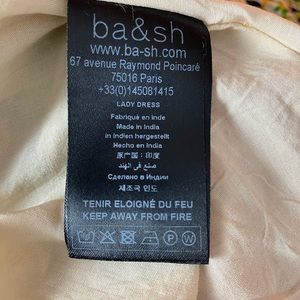 ba&sh
www.ba-sh.com
67 avenue Raymond Poincaré
75016 Paris
+33(0)145081415
LADY DRESS
Fabriqué en Inde
Made in India
in Indien hergestellt
Hecho en India
原产国：印度
صنع في الهند
Сделано в Индии
제조국 인도
TENIR ELOIGNÉ DU FEU
KEEP AWAY FROM FIRE
P W